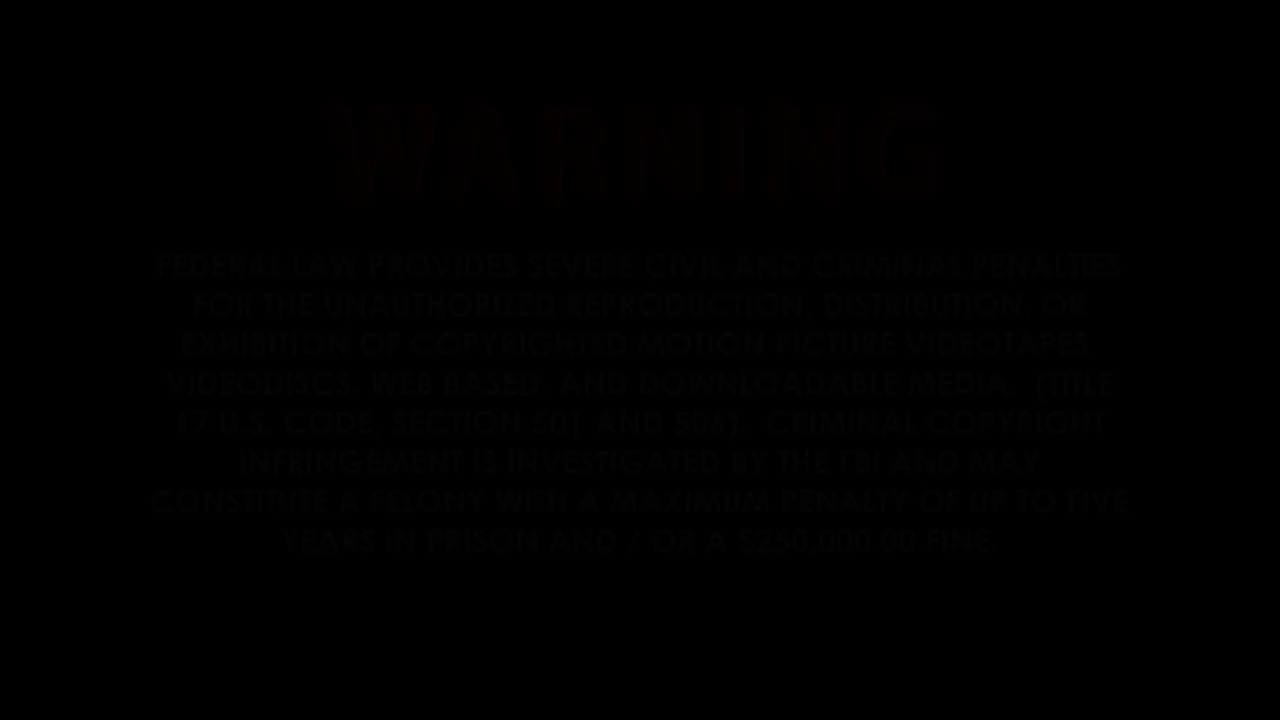 WARNING
FEDERAL LAW PROVIDES SEVERE CIVIL AND CRIMINAL PENALTIES
FOR THE UNAUTHORIZED REPRODUCTION, DISTRIBUTION, OR
EXHIBITION OF COPYRIGHTED MOTION PICTURE VIDEOTAPES,
VIDEODISCS, WEB BASED AND DOWNLOADABLE MEDIA. (TITLE
17 U.S. CODE, SECTION 501 AND 506). CRIMINAL COPYRIGHT
INFRINGEMENT IS INVESTIGATED BY THE FBI AND MAY
CONSTITUTE A FELONY WITH A MAXIMUM PENALTY OF UP TO FIVE
YEARS IN PRISON AND / OR A $250,000.00 FINE.